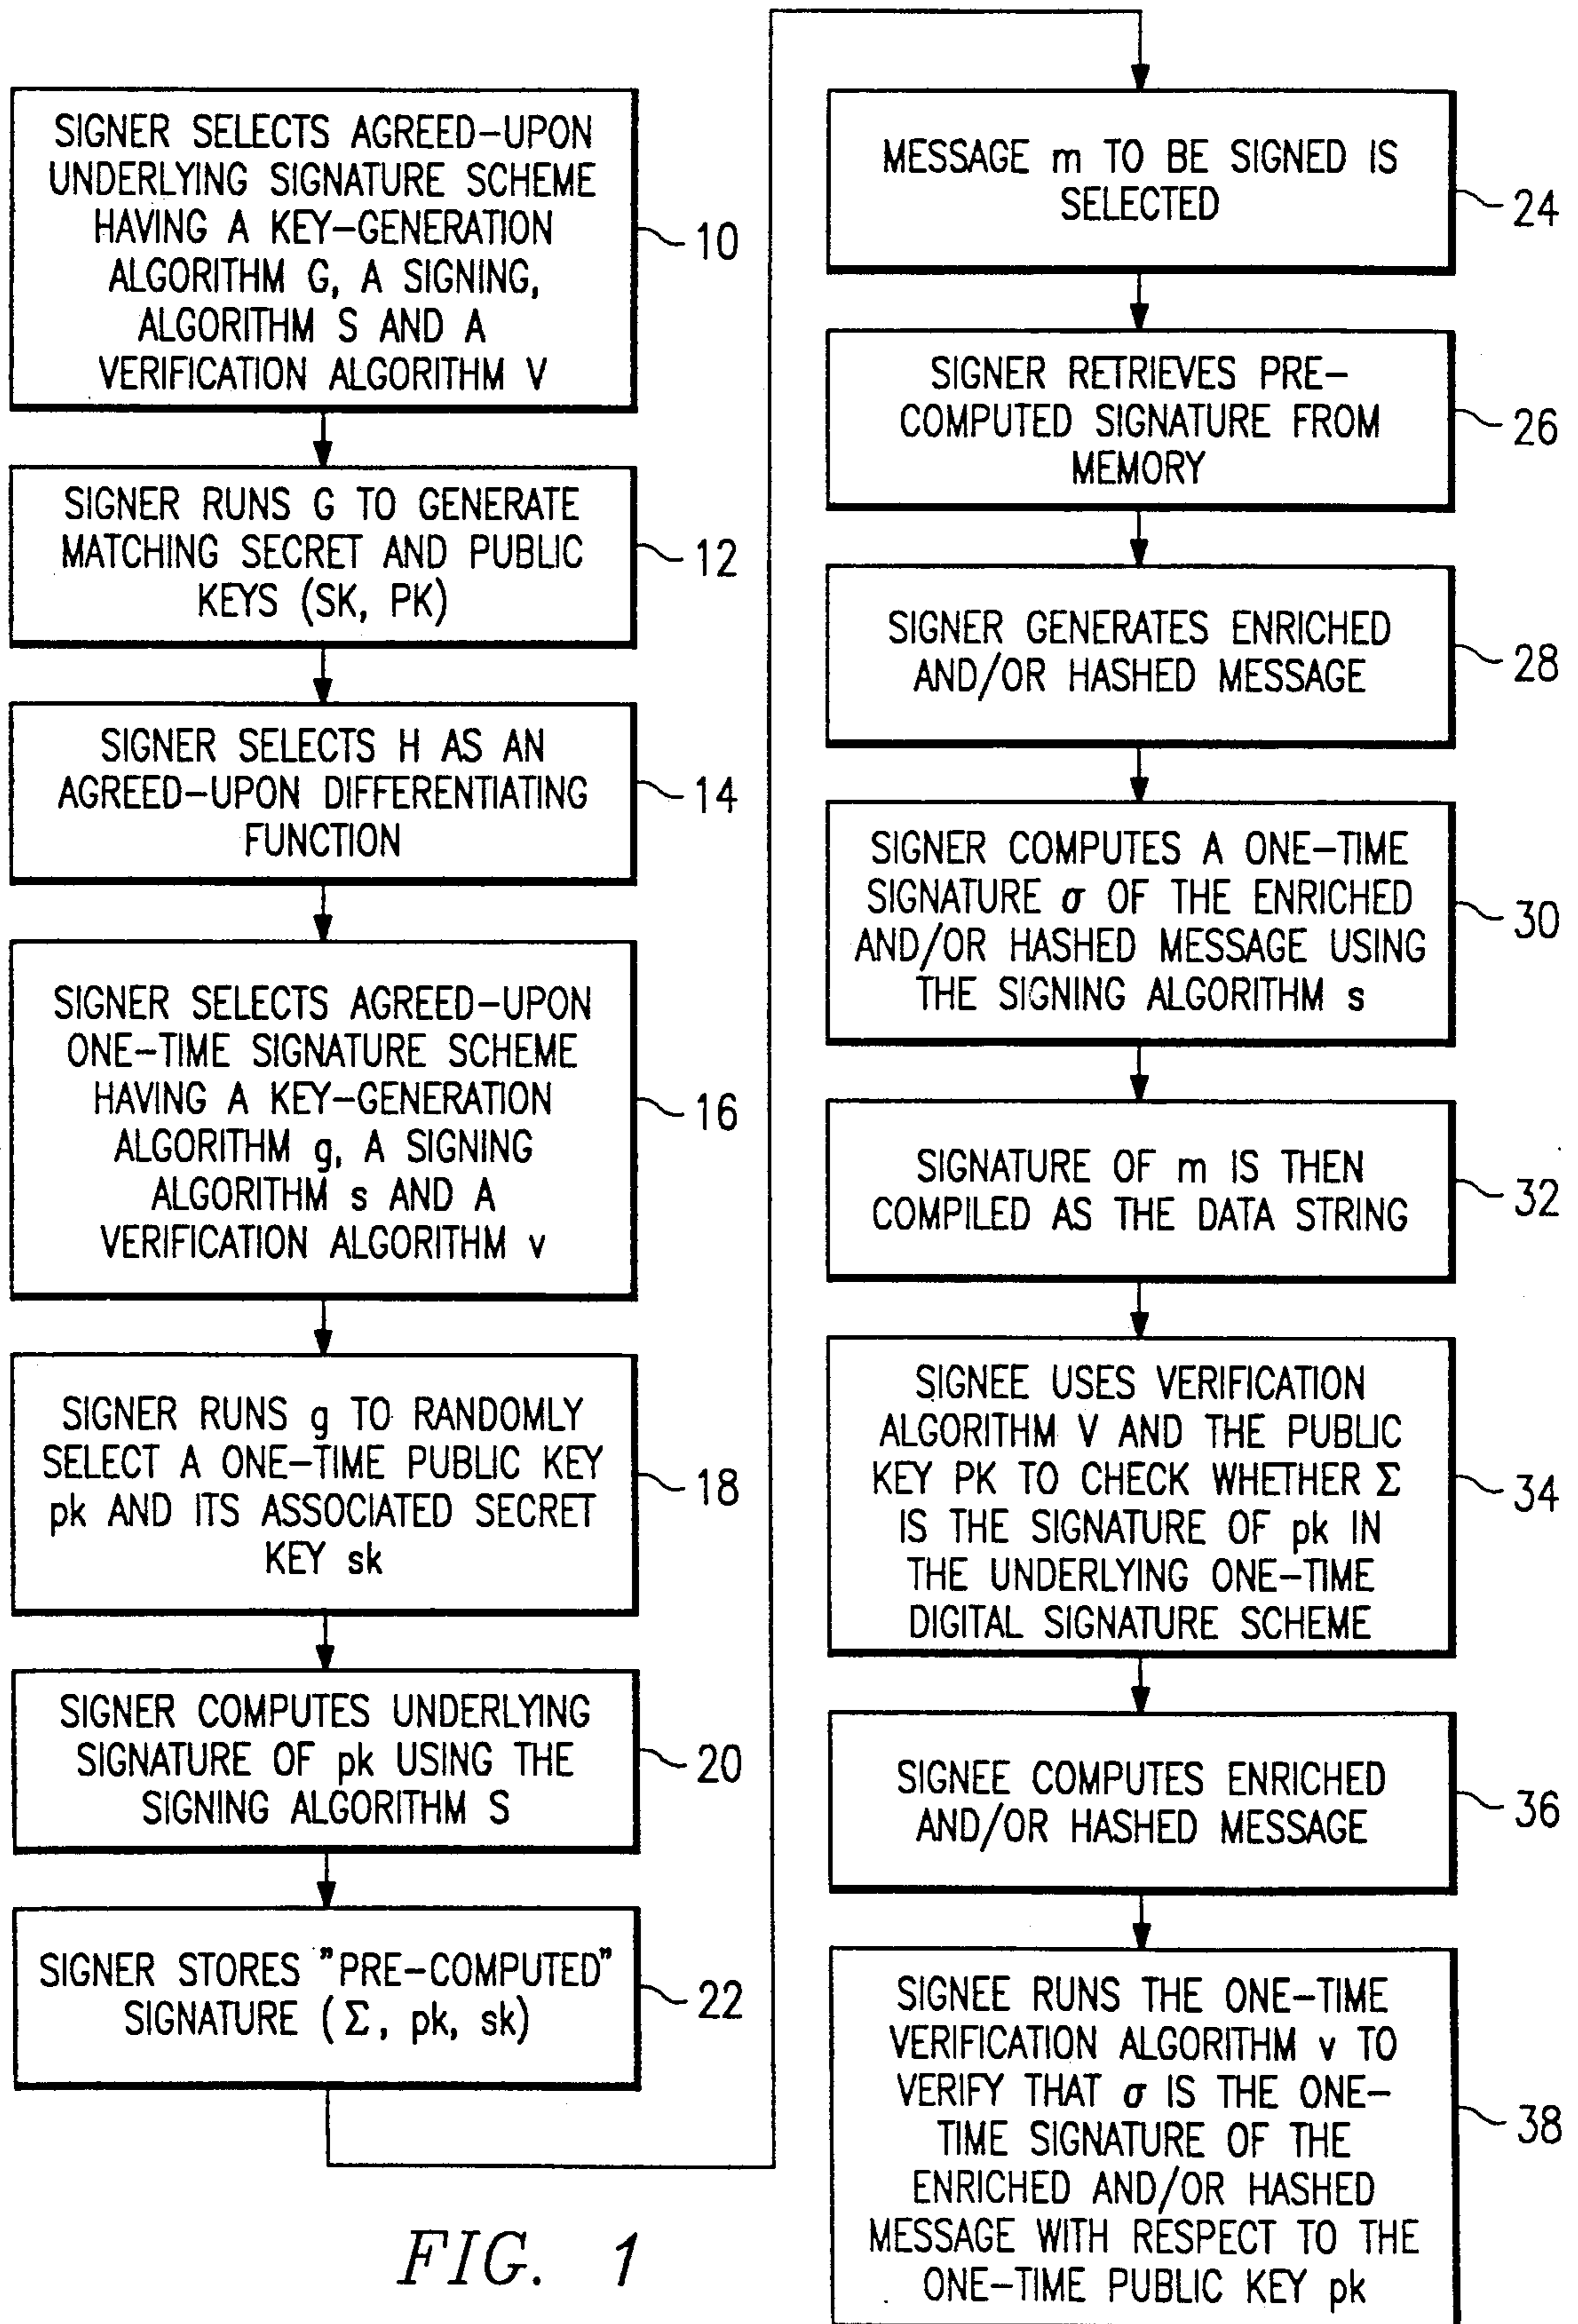 SIGNER SELECTS AGREED-UPON
UNDERLYING SIGNATURE SCHEME
HAVING A KEY-GENERATION
ALGORITHM G, A SIGNING,
ALGORITHM S AND A
VERIFICATION ALGORITHM V
10
SIGNER RUNS G TO GENERATE
MATCHING SECRET AND PUBLIC
KEYS (SK, PK)
12
SIGNER SELECTS H AS AN
AGREED-UPON DIFFERENTIATING
FUNCTION
14
SIGNER SELECTS AGREED-UPON
ONE-TIME SIGNATURE SCHEME
HAVING A KEY-GENERATION
ALGORITHM g, A SIGNING
ALGORITHM s AND A
VERIFICATION ALGORITHM v
16
SIGNER RUNS g TO RANDOMLY
SELECT A ONE-TIME PUBLIC KEY
pk AND ITS ASSOCIATED SECRET
KEY sk
18
SIGNER COMPUTES UNDERLYING
SIGNATURE OF pk USING THE
SIGNING ALGORITHM S
20
SIGNER STORES "PRE-COMPUTED"
SIGNATURE (Σ, pk, sk)
22
MESSAGE m TO BE SIGNED IS
SELECTED
24
SIGNER RETRIEVES PRE-
COMPUTED SIGNATURE FROM
MEMORY
26
SIGNER GENERATES ENRICHED
AND/OR HASHED MESSAGE
28
SIGNER COMPUTES A ONE-TIME
SIGNATURE σ OF THE ENRICHED
AND/OR HASHED MESSAGE USING
THE SIGNING ALGORITHM s
30
SIGNATURE OF m IS THEN
COMPILED AS THE DATA STRING
32
SIGNEE USES VERIFICATION
ALGORITHM V AND THE PUBLIC
KEY PK TO CHECK WHETHER Σ
IS THE SIGNATURE OF pk IN
THE UNDERLYING ONE-TIME
DIGITAL SIGNATURE SCHEME
34
SIGNEE COMPUTES ENRICHED
AND/OR HASHED MESSAGE
36
SIGNEE RUNS THE ONE-TIME
VERIFICATION ALGORITHM v TO
VERIFY THAT σ IS THE ONE-
TIME SIGNATURE OF THE
ENRICHED AND/OR HASHED
MESSAGE WITH RESPECT TO THE
ONE-TIME PUBLIC KEY pk
38
FIG. 1